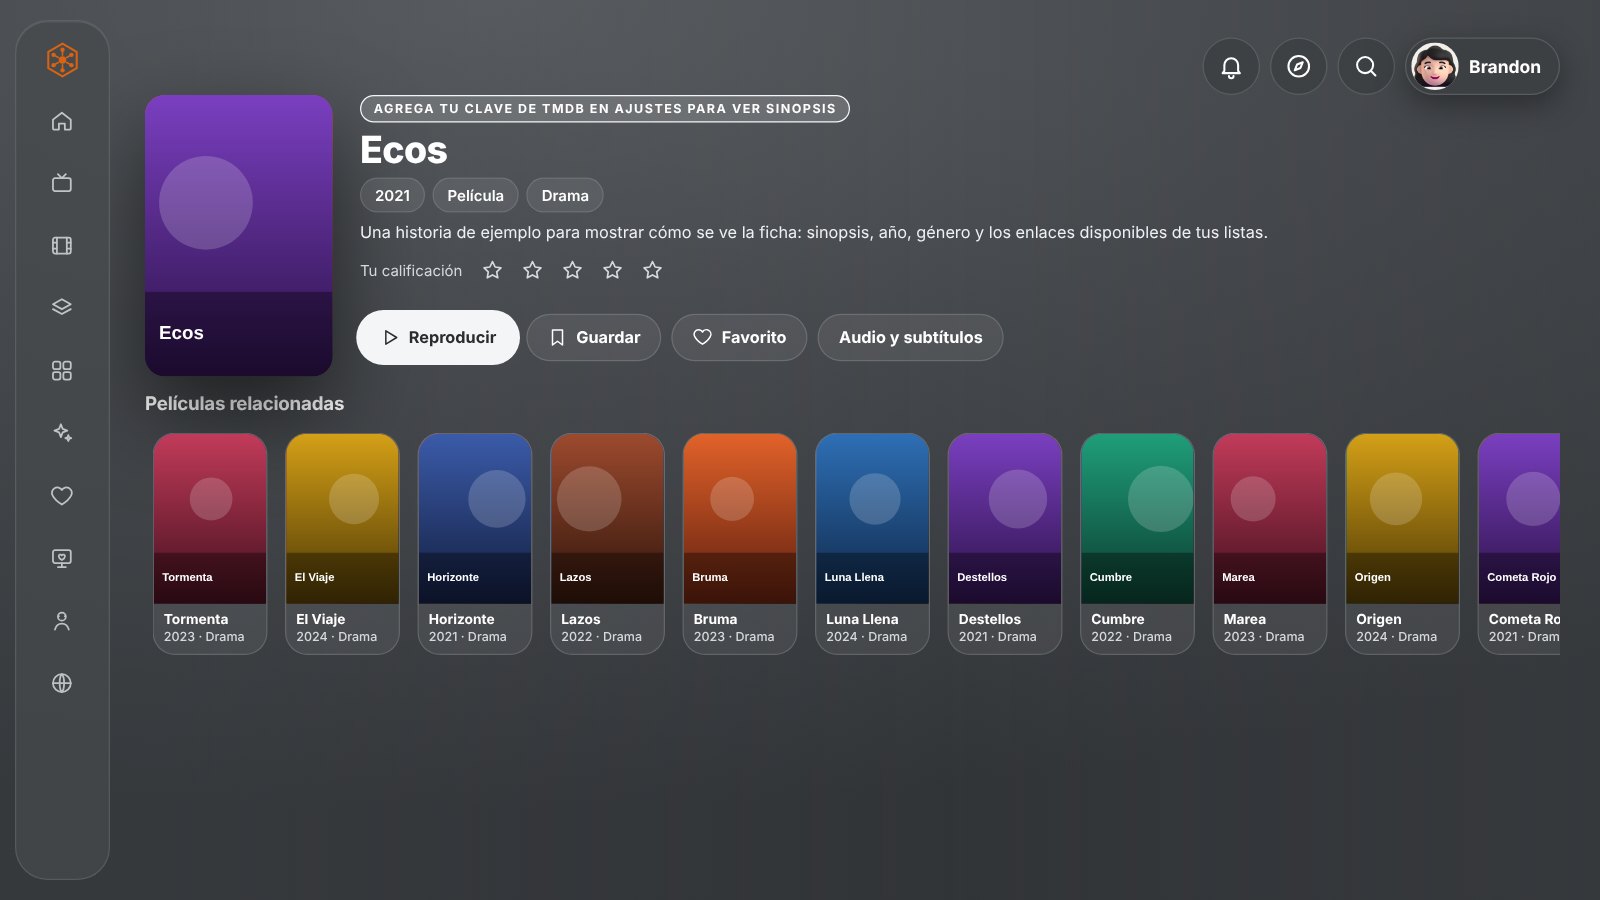 Brandon
AGREGA TU CLAVE DE TMDB EN AJUSTES PARA VER SINOPSIS
Ecos
2021
Película
Drama
Una historia de ejemplo para mostrar cómo se ve la ficha: sinopsis, año, género y los enlaces disponibles de tus listas.
Tu calificación
Ecos
Reproducir
Guardar
Favorito
Audio y subtítulos
Películas relacionadas
Tormenta
El Viaje
Horizonte
Lazos
Bruma
Luna Llena
Destellos
Cumbre
Marea
Origen
Cometa Rojo
Tormenta
2023 · Drama
El Viaje
2024 · Drama
Horizonte
2021 · Drama
Lazos
2022 · Drama
Bruma
2023 · Drama
Luna Llena
2024 · Drama
Destellos
2021 · Drama
Cumbre
2022 · Drama
Marea
2023 · Drama
Origen
2024 · Drama
Cometa Ro
2021 · Dram